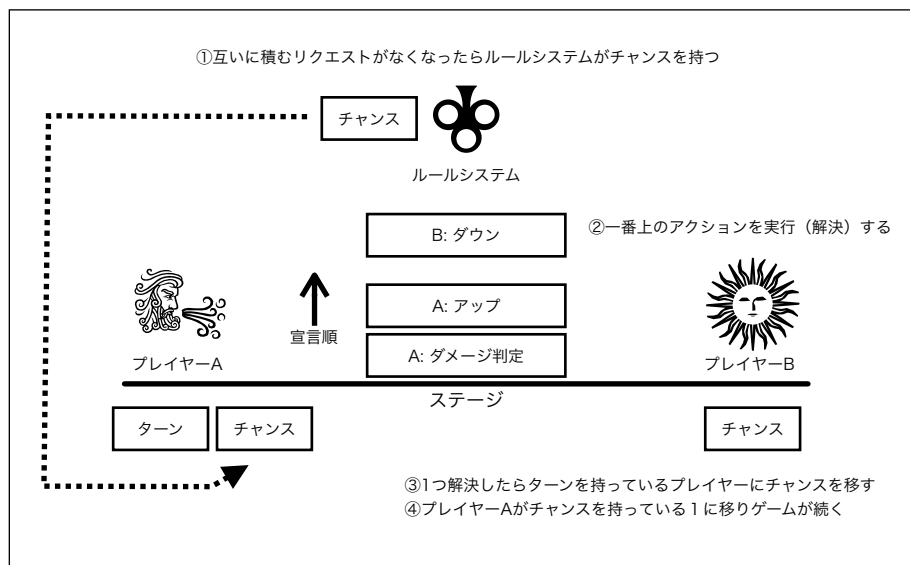 ①互いに積むリクエストがなくなったらルールシステムがチャンスを持つ
チャンス
ルールシステム
B: ダウン
②一番上のアクションを実行（解決）する
A: アップ
宣言順
A: ダメージ判定
プレイヤーA
プレイヤーB
ステージ
ターン
チャンス
チャンス
③1つ解決したらターンを持っているプレイヤーにチャンスを移す
④プレイヤーAがチャンスを持っている１に移りゲームが続く